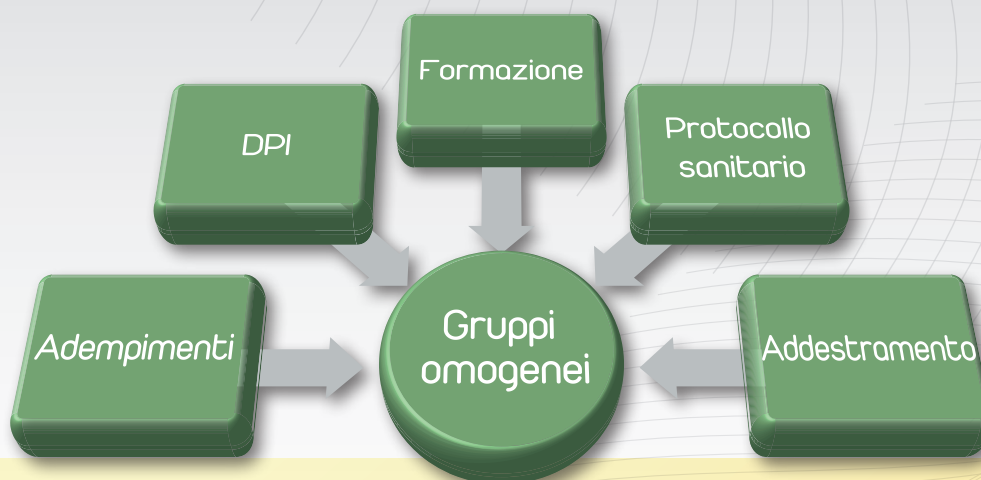 Formazione
DPI
Protocollo
sanitario
Adempimenti
Gruppi
omogenei
Addestramento